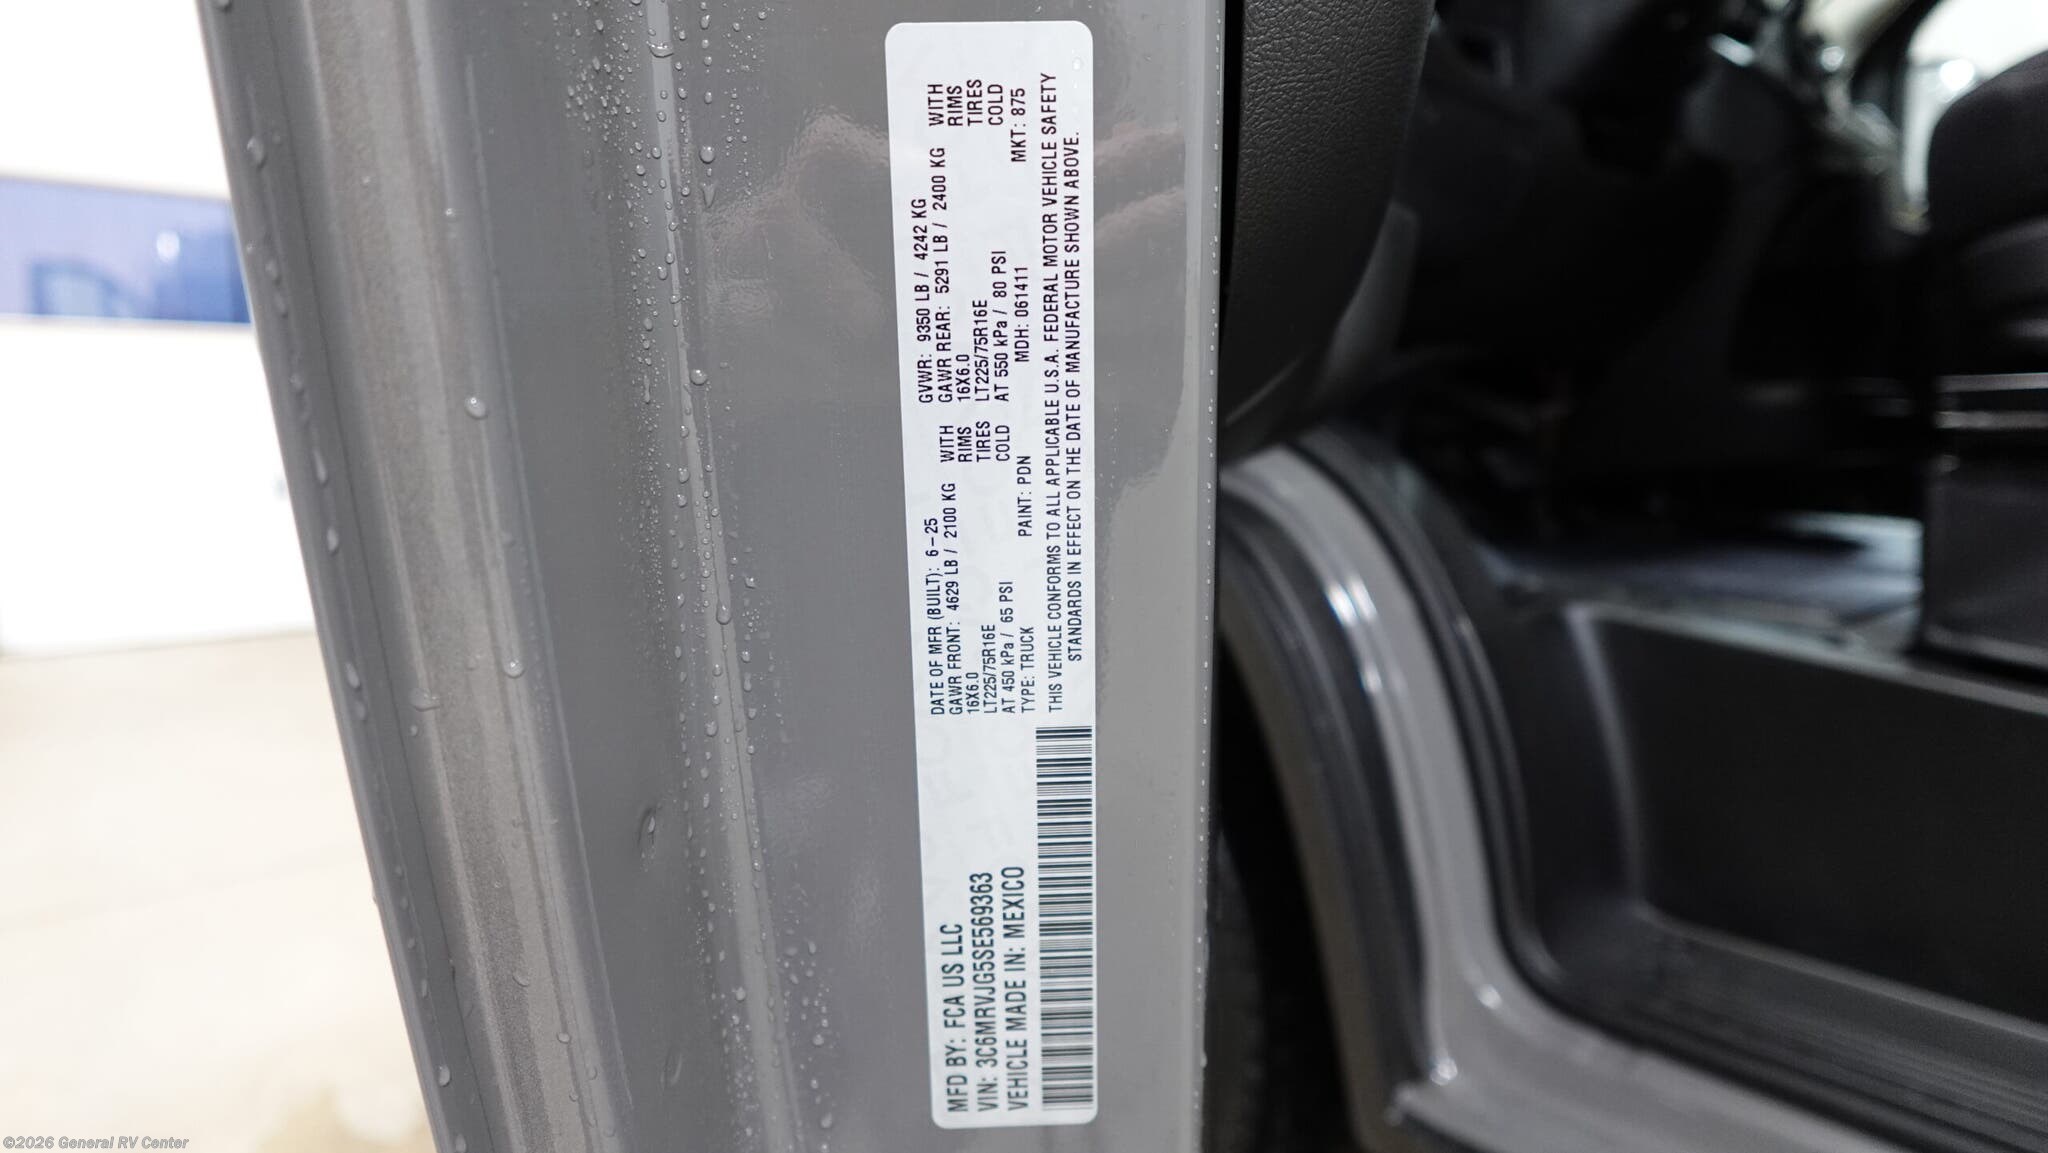 MFD BY: FCA US LLC
VIN: 3C6MRVJG5SE569363
VEHICLE MADE IN: MEXICO
DATE OF MFR (BUILT): 6-25 GVWR: 9350 LB / 4242 KG
GAWR FRONT: 4629 LB / 2100 KG WITH GAWR REAR: 5291 LB / 2400 KG WITH
16X6.0 RIMS 16X6.0 RIMS
LT225/75R16E TIRES LT225/75R16E TIRES
AT 450 kPa / 65 PSI COLD AT 550 kPa / 80 PSI COLD
TYPE: TRUCK PAINT: PDN MDH: 061411 MKT: 875
THIS VEHICLE CONFORMS TO ALL APPLICABLE U.S.A. FEDERAL MOTOR VEHICLE SAFETY
STANDARDS IN EFFECT ON THE DATE OF MANUFACTURE SHOWN ABOVE.
©2026 General RV Center